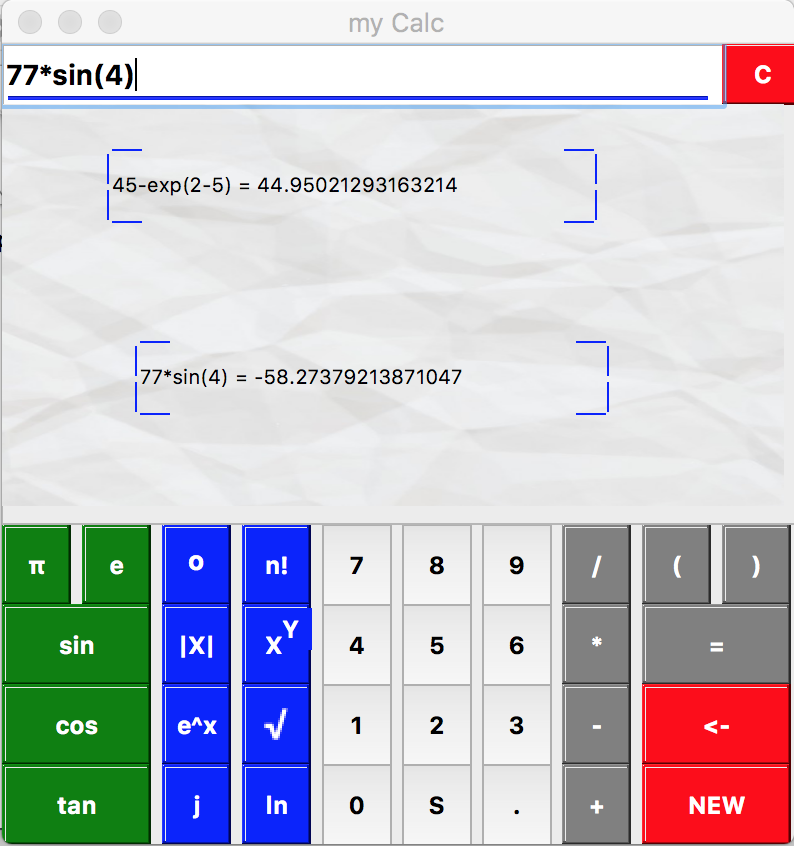 my Calc
77*sin(4)
C
45-exp(2-5) = 44.95021293163214
77*sin(4) = -58.27379213871047
π e o n! 7 8 9 / ( )
sin |X| X^Y 4 5 6 * =
cos e^x √ 1 2 3 - <-
tan j ln 0 S . + NEW